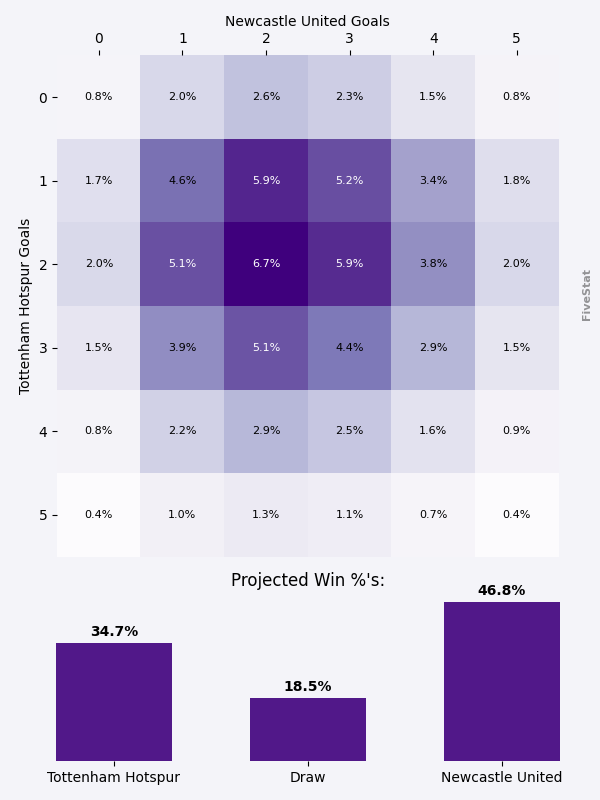 Newcastle United Goals
0 1 2 3 4 5
Tottenham Hotspur Goals
0 0.8% 2.0% 2.6% 2.3% 1.5% 0.8%
1 1.7% 4.6% 5.9% 5.2% 3.4% 1.8%
2 2.0% 5.1% 6.7% 5.9% 3.8% 2.0%
3 1.5% 3.9% 5.1% 4.4% 2.9% 1.5%
4 0.8% 2.2% 2.9% 2.5% 1.6% 0.9%
5 0.4% 1.0% 1.3% 1.1% 0.7% 0.4%
FiveStat
Projected Win %'s:
34.7% 18.5% 46.8%
Tottenham Hotspur Draw Newcastle United